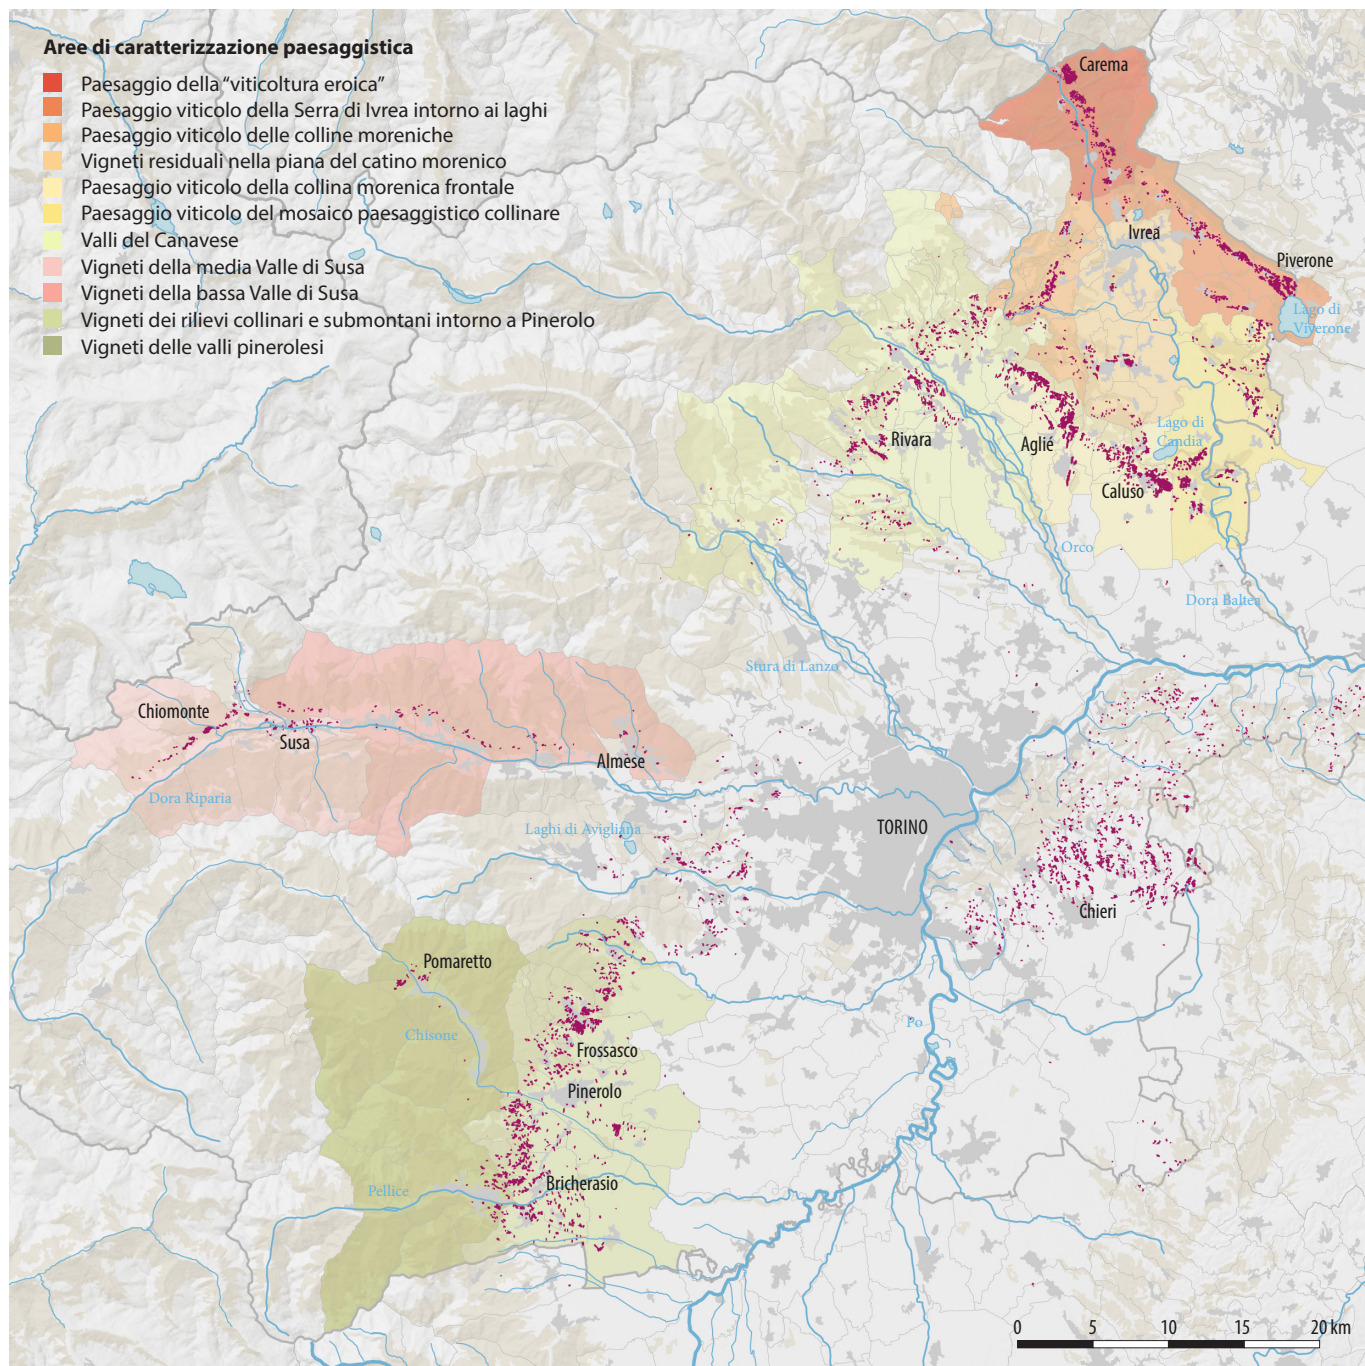 Aree di caratterizzazione paesaggistica
Paesaggio della “viticoltura eroica”
Paesaggio viticolo della Serra di Ivrea intorno ai laghi
Paesaggio viticolo delle colline moreniche
Vigneti residuali nella piana del catino morenico
Paesaggio viticolo della collina morenica frontale
Paesaggio viticolo del mosaico paesaggistico collinare
Valli del Canavese
Vigneti della media Valle di Susa
Vigneti della bassa Valle di Susa
Vigneti dei rilievi collinari e submontani intorno a Pinerolo
Vigneti delle valli pinerolesi
Carema
Ivrea
Piverone
Lago di
Viverone
Rivara
Aglié
Lago di
Candia
Caluso
Orco
Dora Baltea
Stura di Lanzo
Chiomonte
Susa
Almese
Dora Riparia
Laghi di Avigliana
TORINO
Chieri
Pomaretto
Chisone
Po
Frossasco
Pinerolo
Bricherasio
Pellice
0 5 10 15 20 km